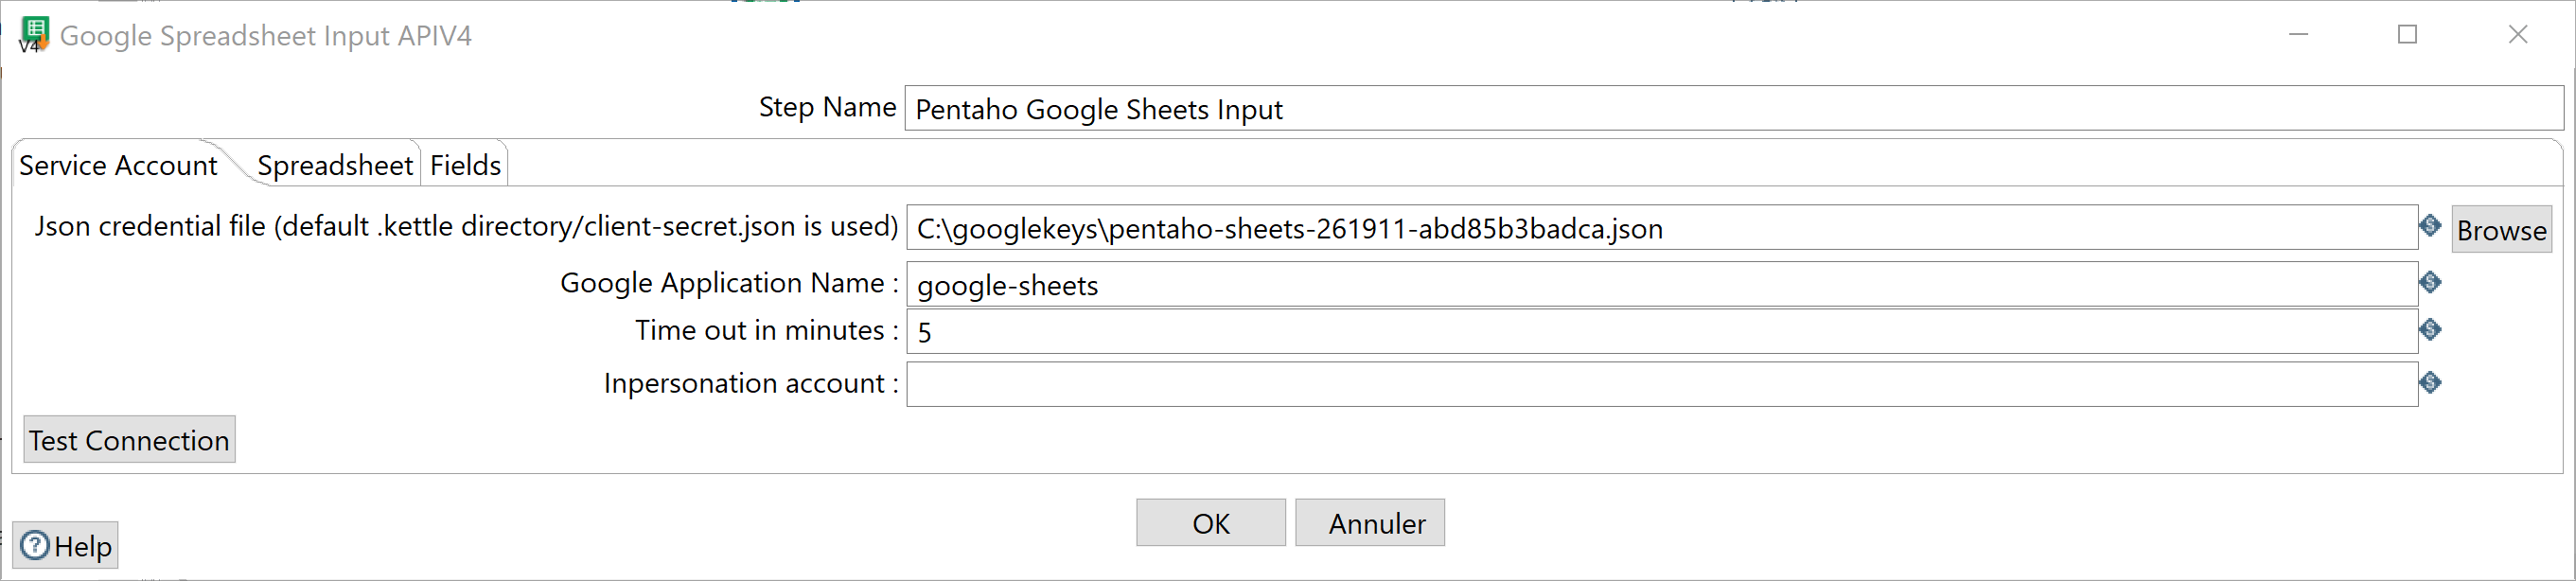 V4 Google Spreadsheet Input APIV4
Step Name Pentaho Google Sheets Input
Service Account Spreadsheet Fields
Json credential file (default .kettle directory/client-secret.json is used) C:\googlekeys\pentaho-sheets-261911-abd85b3badca.json $ Browse
Google Application Name : google-sheets $
Time out in minutes : 5 $
Inpersonation account : $
Test Connection
OK Annuler
? Help